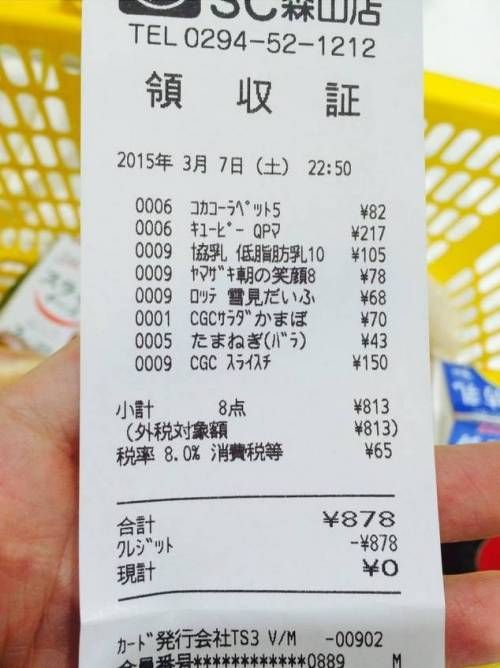 SC森山店
TEL 0294-52-1212
領収証
2015年 3月 7日 (土) 22:50
0006 コカコーラペット5 ¥82
0006 キューピー QPマ ¥217
0009 協乳 低脂肪乳10 ¥105
0009 ヤマザキ朝の笑顔8 ¥78
0009 ロッテ 雪見だいふ ¥68
0001 CGCサラダかまぼ ¥70
0005 たまねぎ(バラ) ¥43
0009 CGC スライスチ ¥150
小計 8点 ¥813
(外税対象額 ¥813)
税率 8.0% 消費税等 ¥65
合計 ¥878
クレジット -¥878
現計 ¥0
カード発行会社TS3 V/M -00902
会員番号************0889 M